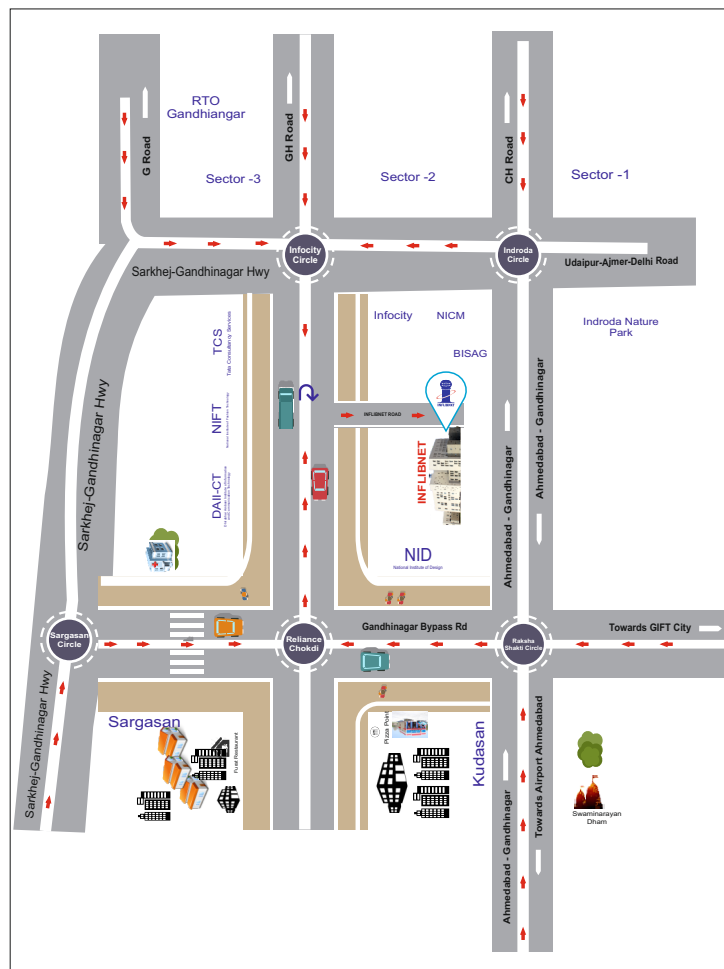 RTO
Gandhiangar
G Road
GH Road
CH Road
Sector -3
Sector -2
Sector -1
Infocity
Circle
Indroda
Circle
Udaipur-Ajmer-Delhi Road
Sarkhej-Gandhinagar Hwy
Infocity
NICM
BISAG
Indroda Nature
Park
TCS
Tata Consultancy Services
NIFT
DAII-CT
INFLIBNET ROAD
INFLIBNET
INFLIBNET
Sarkhej-Gandhinagar Hwy
Ahmedabad - Gandhinagar
Ahmedabad - Gandhinagar
NID
National Institute of Design
Sargasan
Circle
Reliance
Chokdi
Gandhinagar Bypass Rd
Raksha
Shakti Circle
Towards GIFT City
Sarkhej-Gandhinagar Hwy
Sargasan
Pizza Point
Kudasan
Ahmedabad - Gandhinagar
Towards Airport Ahmedabad
Swaminarayan
Dham